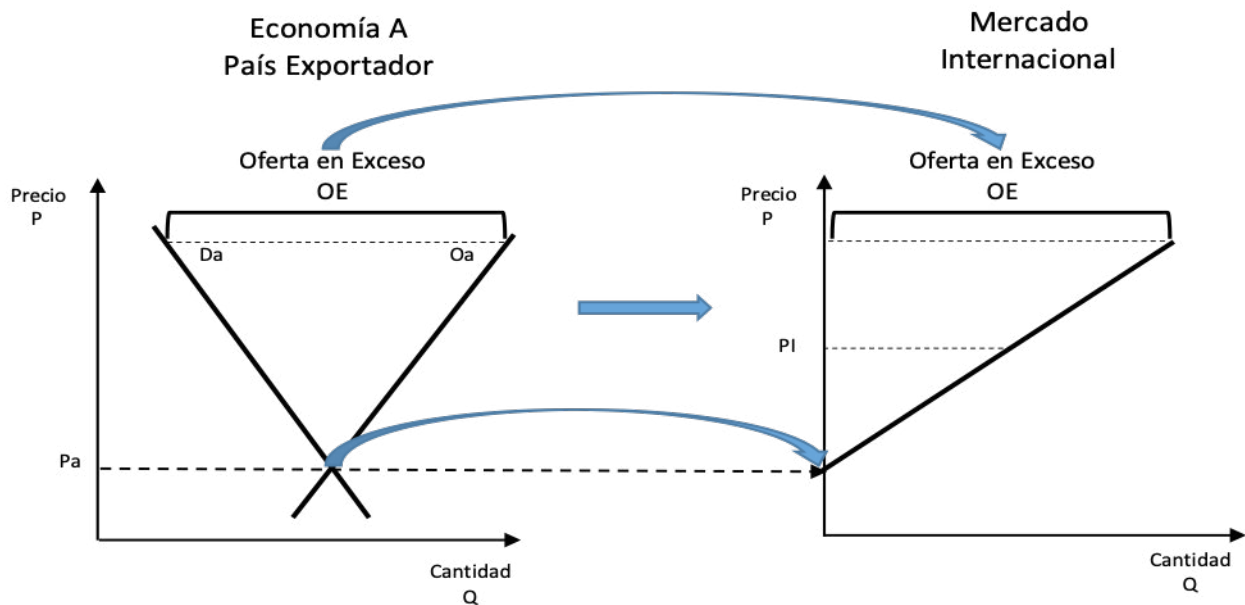 Economía A
País Exportador
Oferta en Exceso
OE
Precio
P
Da
Oa
Pa
Cantidad
Q
Mercado
Internacional
Oferta en Exceso
OE
Precio
P
PI
Cantidad
Q